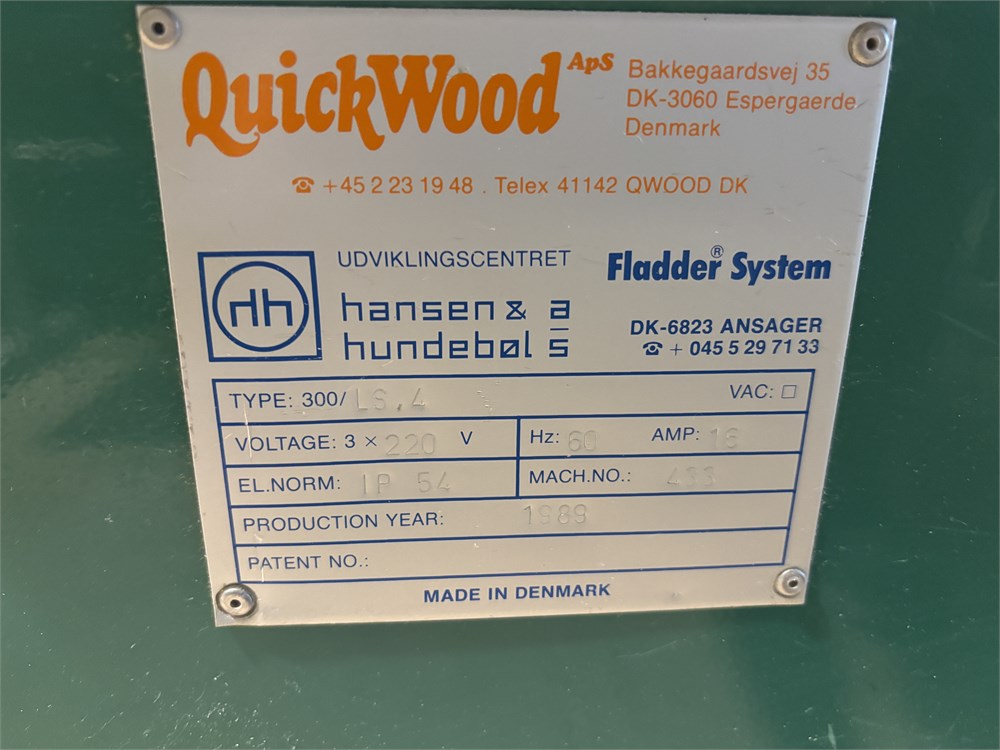 QuickWood ApS
Bakkegaardsvej 35
DK-3060 Espergaerde
Denmark
☎ +45 2 23 19 48 . Telex 41142 QWOOD DK
hh
UDVIKLINGSCENTRET
hansen & a/s
hundebøl
Fladder® System
DK-6823 ANSAGER
☎ + 045 5 29 71 33
TYPE: 300/ LS.4 VAC: ☐
VOLTAGE: 3 × 220 V Hz: 60 AMP: 16
EL.NORM: IP 54 MACH.NO.: 433
PRODUCTION YEAR: 1989
PATENT NO.:
MADE IN DENMARK